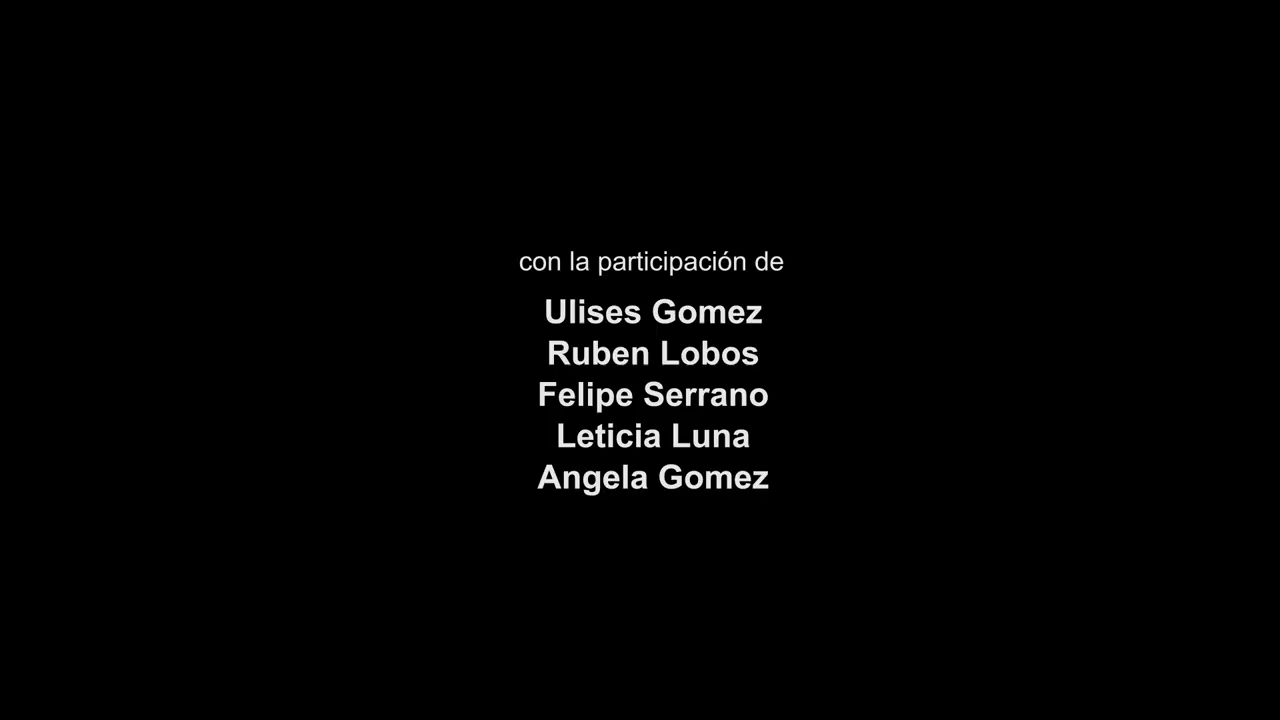 con la participación de
Ulises Gomez
Ruben Lobos
Felipe Serrano
Leticia Luna
Angela Gomez